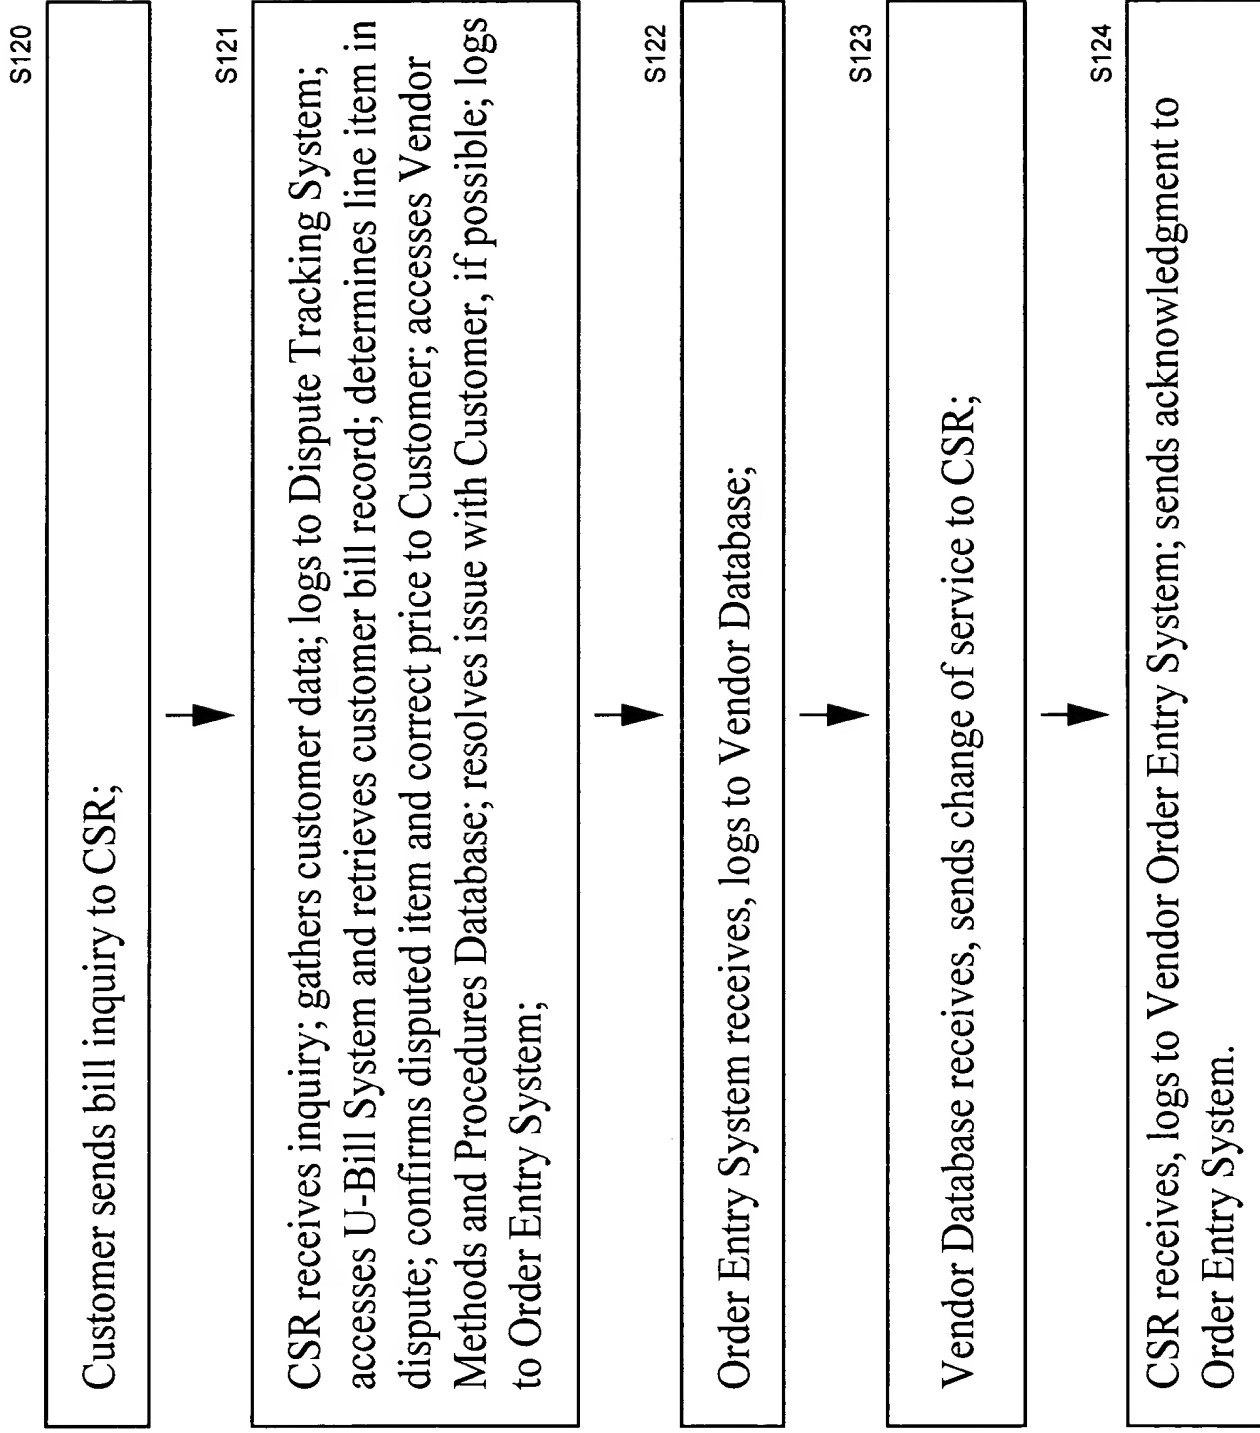 S120
Customer sends bill inquiry to CSR;
S121
CSR receives inquiry; gathers customer data; logs to Dispute Tracking System;
accesses U-Bill System and retrieves customer bill record; determines line item in
dispute; confirms disputed item and correct price to Customer; accesses Vendor
Methods and Procedures Database; resolves issue with Customer, if possible; logs
to Order Entry System;
S122
Order Entry System receives, logs to Vendor Database;
S123
Vendor Database receives, sends change of service to CSR;
S124
CSR receives, logs to Vendor Order Entry System; sends acknowledgment to
Order Entry System.